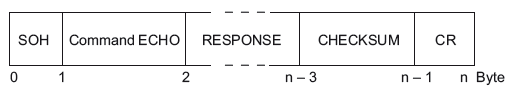 SOH Command ECHO RESPONSE CHECKSUM CR
0 1 2 n – 3 n – 1 n Byte